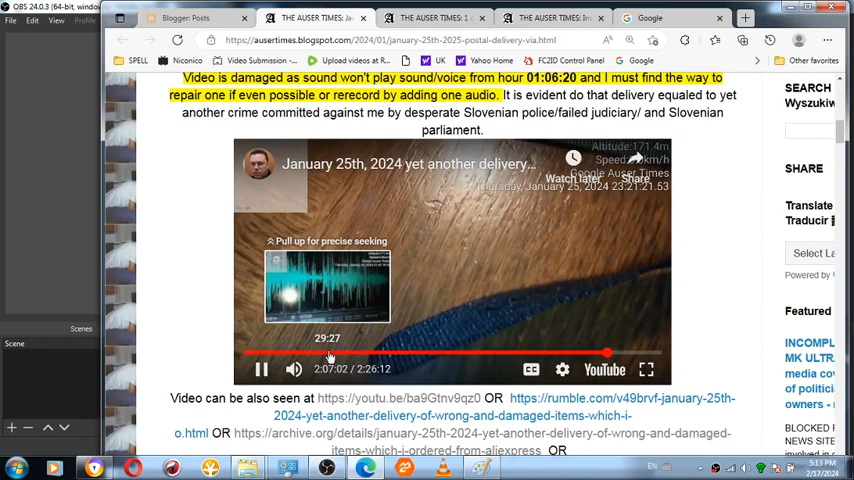 OBS 24.0.3 (64-bit, windo
File Edit View Profile
Blogger: Posts
THE AUSER TIMES: Ja
THE AUSER TIMES: 1 c
THE AUSER TIMES: In
Google
https://ausertimes.blogspot.com/2024/01/january-25th-2025-postal-delivery-via.html
SPELL Noviconi Video Submission -... Upload videos at R... UK Yahoo Home FC2ID Control Panel Google Other favorites
Video is damaged as sound won't play sound/voice from hour 01:06:20 and I must find the way to
repair one if even possible or rerecord by adding one audio. It is evident do that delivery equaled to yet
another crime committed against me by desperate Slovenian police/failed judiciary/ and Slovenian
parliament.
SEARCH
Wyszukiw
SHARE
Translate
Traducir
Select La
Powered by
Featured
INCOMPL
MK ULTRA
media co
of politici
owners -
NEWS SITE
Altitude:171.4m
January 25th, 2024 yet another delivery...
Watch later
Share
Google Auser Times
Thursday, January 25, 2024 23:21:21.53
Pull up for precise seeking
29:27
2:07:02 / 2:26:12
CC
YouTube
Video can be also seen at https://youtu.be/ba9Gtnv9qz0 OR https://rumble.com/v49brvf-january-25th-
2024-yet-another-delivery-of-wrong-and-damaged-items-which-i-
o.html OR https://archive.org/details/january-25th-2024-yet-another-delivery-of-wrong-and-damaged-
items-which-i-ordered-from-aliexpress OR
Scenes
Scene
EN
5:13 PM
2/17/2024